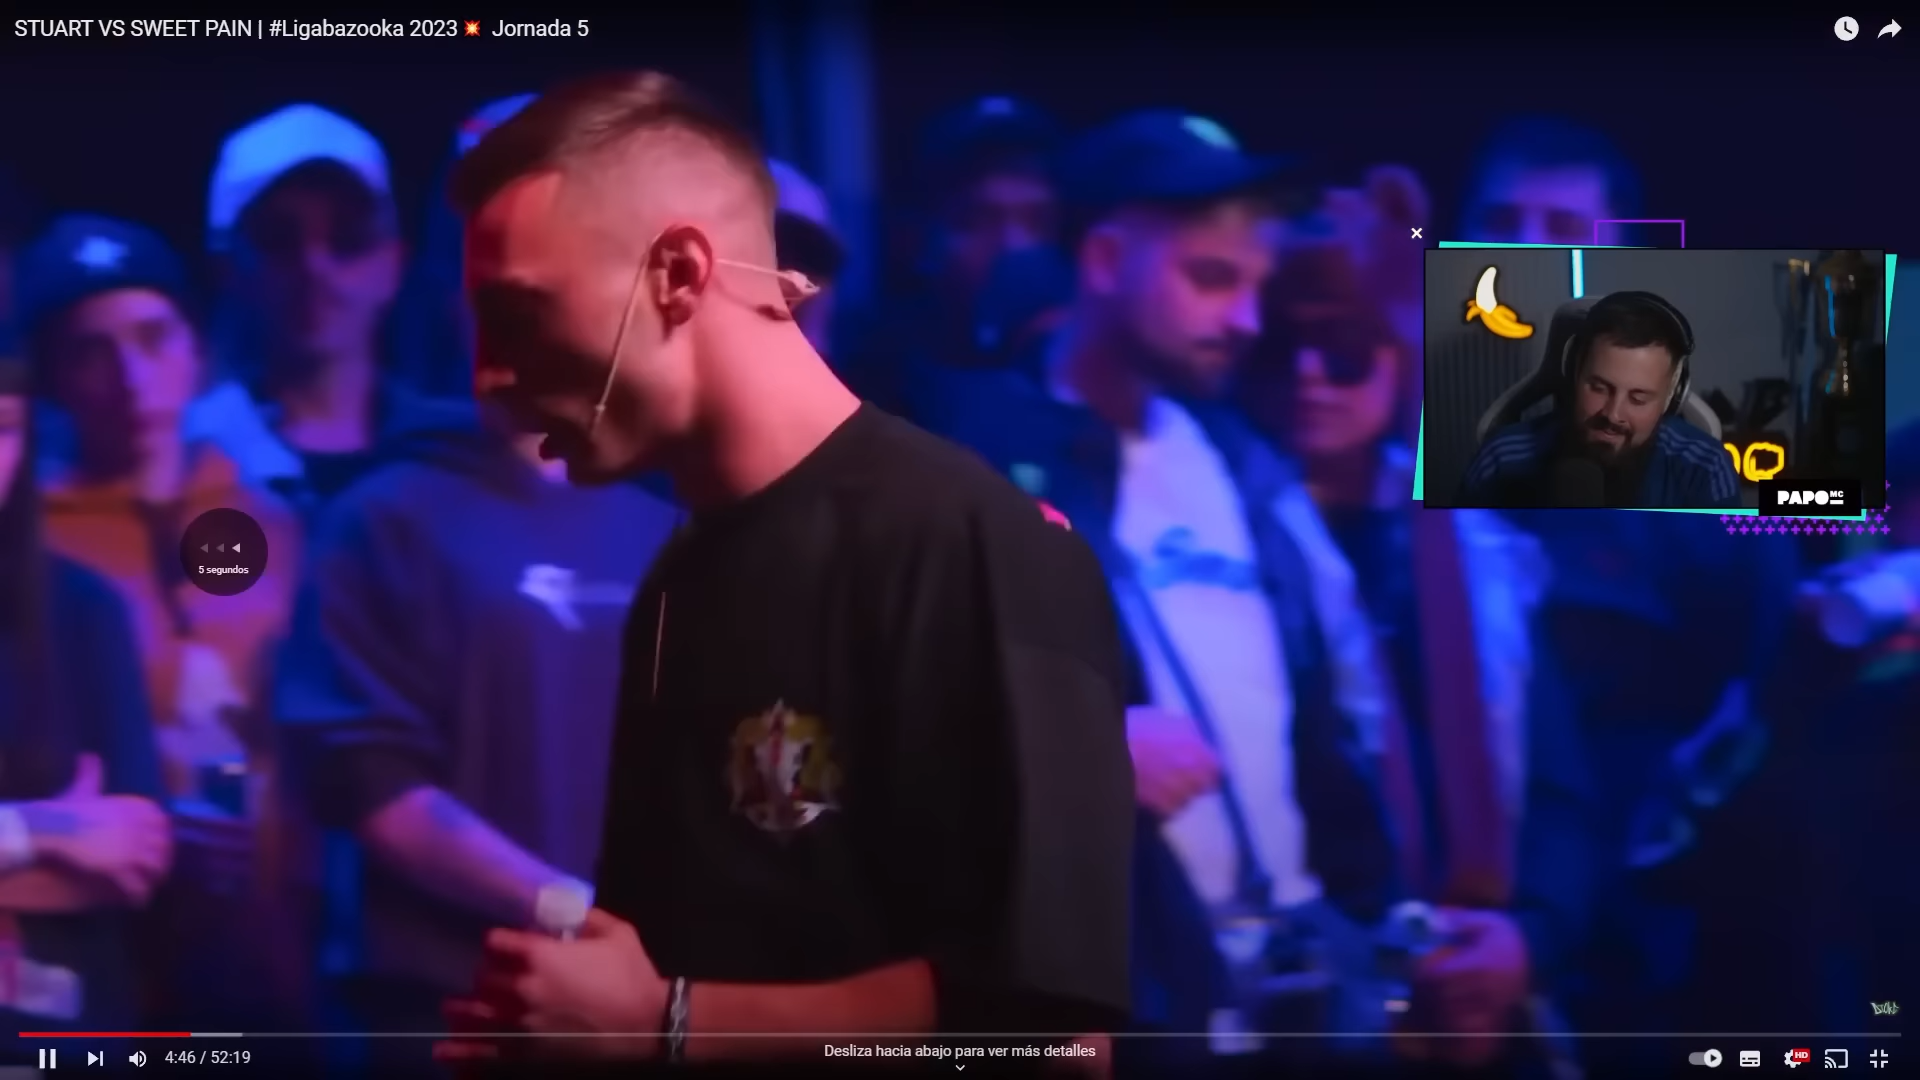 STUART VS SWEET PAIN | #Ligabazooka 2023💥 Jornada 5
5 segundos
PAPO MC
4:46 / 52:19
Desliza hacia abajo para ver más detalles
HD